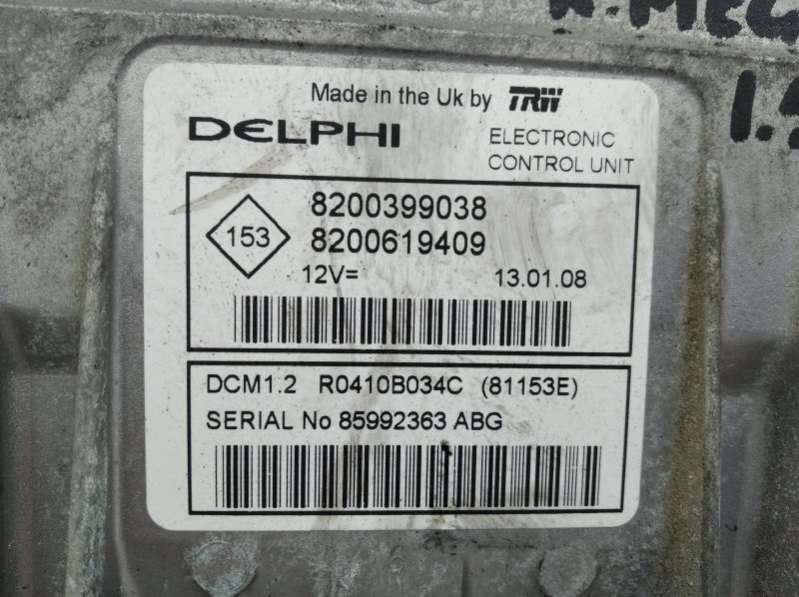 Made in the Uk by TRW
DELPHI
ELECTRONIC
CONTROL UNIT
153
8200399038
8200619409
12V=
13.01.08
DCM1.2 R0410B034C (81153E)
SERIAL No 85992363 ABG